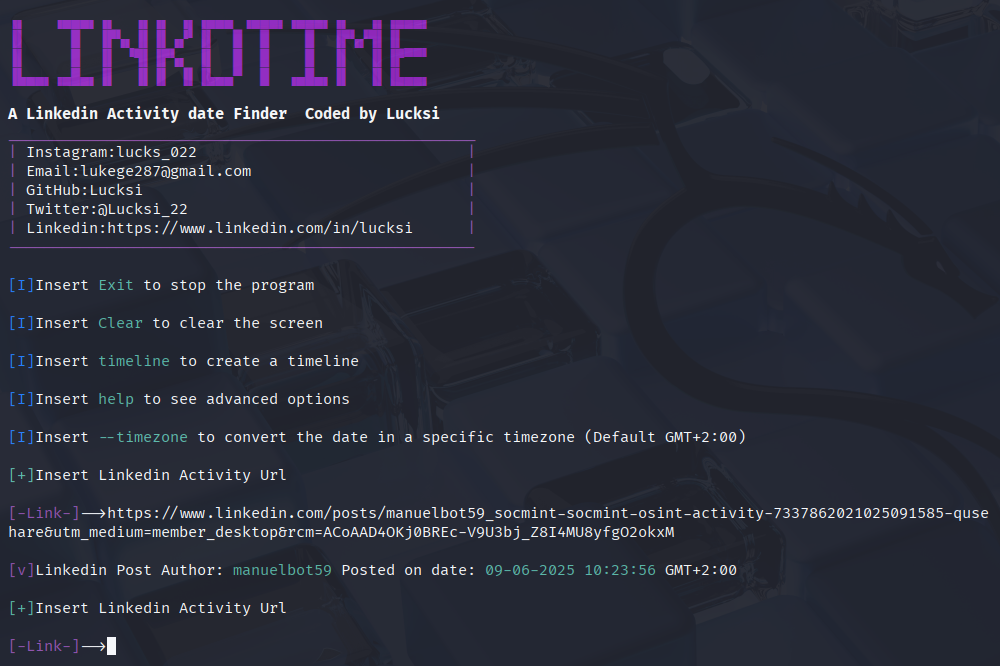 LINKDTIME
A Linkedin Activity date Finder  Coded by Lucksi
| Instagram:lucks_022 |
| Email:lukege287@gmail.com |
| GitHub:Lucksi |
| Twitter:@Lucksi_22 |
| Linkedin:https://www.linkedin.com/in/lucksi |
[I]Insert Exit to stop the program
[I]Insert Clear to clear the screen
[I]Insert timeline to create a timeline
[I]Insert help to see advanced options
[I]Insert --timezone to convert the date in a specific timezone (Default GMT+2:00)
[+]Insert Linkedin Activity Url
[-Link-]-->https://www.linkedin.com/posts/manuelbot59_socmint-socmint-osint-activity-7337862021025091585-quse
hare&utm_medium=member_desktop&rcm=ACoAAD4OKj0BREc-V9U3bj_Z8I4MU8yfgO2okxM
[v]Linkedin Post Author: manuelbot59 Posted on date: 09-06-2025 10:23:56 GMT+2:00
[+]Insert Linkedin Activity Url
[-Link-]-->